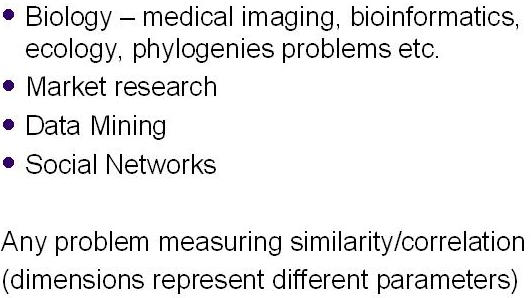 • Biology – medical imaging, bioinformatics,
ecology, phylogenies problems etc.
• Market research
• Data Mining
• Social Networks
Any problem measuring similarity/correlation
(dimensions represent different parameters)